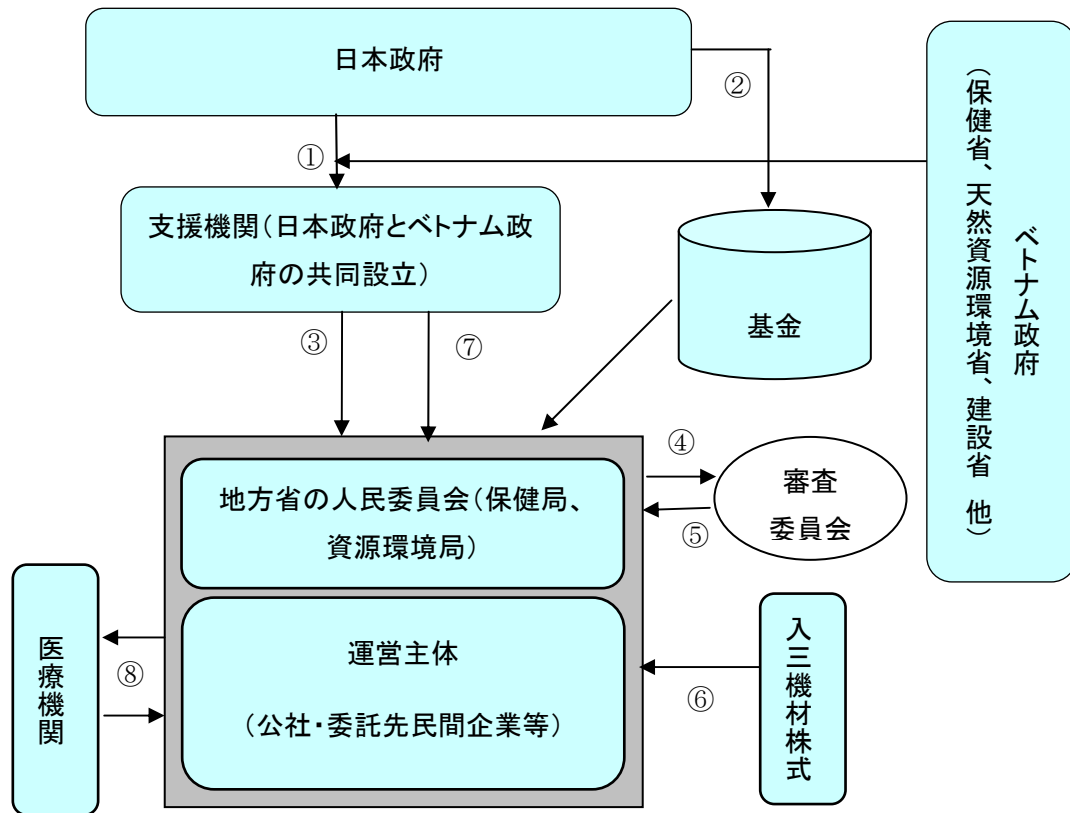 日本政府
②
①
支援機関(日本政府とベトナム政
府の共同設立)
ベトナム政府
(保健省、天然資源環境省、建設省 他)
基金
③
⑦
地方省の人民委員会(保健局、
資源環境局)
④
⑤
審査
委員会
運営主体
(公社・委託先民間企業等)
医療機関
⑧
⑥
入三機材株式